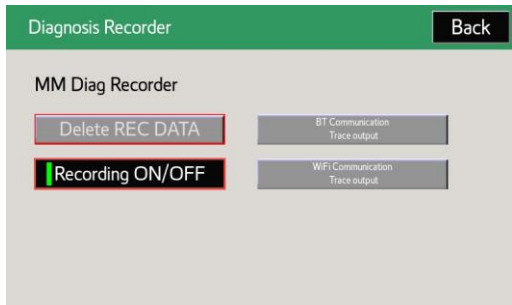 Diagnosis Recorder
Back
MM Diag Recorder
Delete REC DATA
BT Communication
Trace output
Recording ON/OFF
WiFi Communication
Trace output